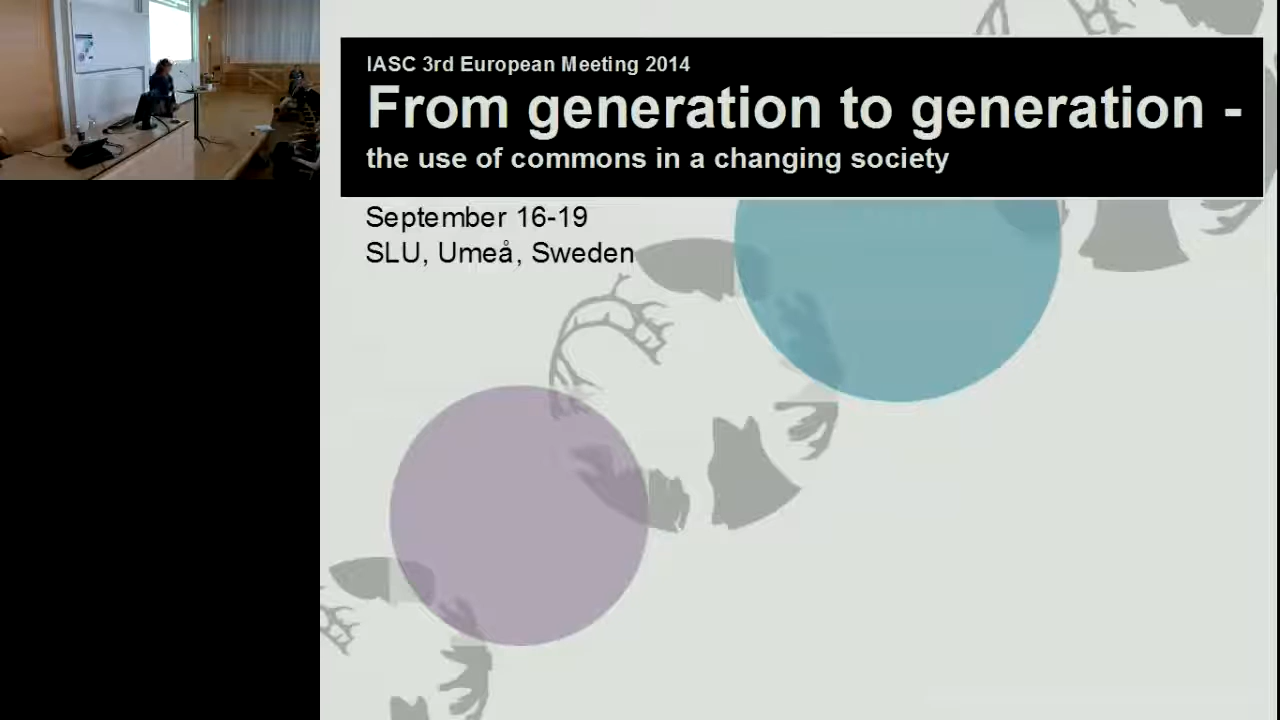 IASC 3rd European Meeting 2014
From generation to generation -
the use of commons in a changing society
September 16-19
SLU, Umeå, Sweden